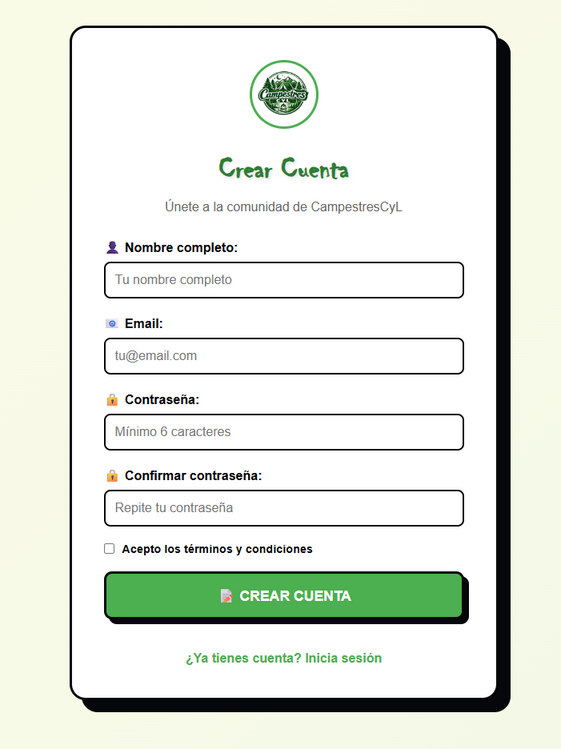 Campestres
CYL
Crear Cuenta
Únete a la comunidad de CampestresCyL
Nombre completo:
Tu nombre completo
Email:
tu@email.com
Contraseña:
Mínimo 6 caracteres
Confirmar contraseña:
Repite tu contraseña
Acepto los términos y condiciones
CREAR CUENTA
¿Ya tienes cuenta? Inicia sesión